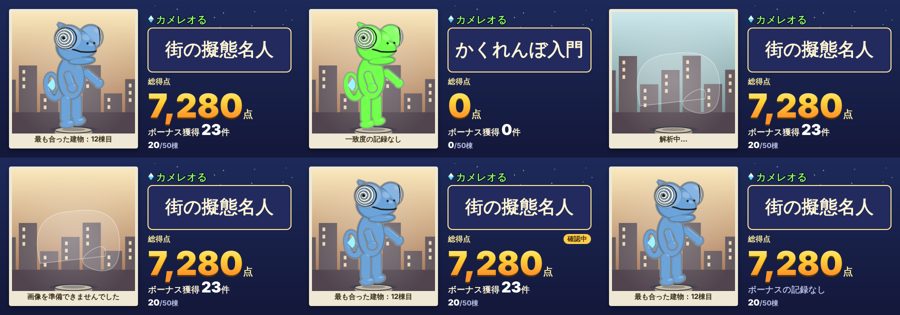 カメレオる
街の擬態名人
総得点
7,280点
ボーナス獲得23件
20/50棟
最も合った建物：12棟目
カメレオる
かくれんぼ入門
総得点
0点
ボーナス獲得0件
0/50棟
一致度の記録なし
カメレオる
街の擬態名人
総得点
7,280点
ボーナス獲得23件
20/50棟
解析中…
カメレオる
街の擬態名人
総得点
7,280点
ボーナス獲得23件
20/50棟
画像を準備できませんでした
カメレオる
街の擬態名人
総得点
確認中
7,280点
ボーナス獲得23件
20/50棟
最も合った建物：12棟目
カメレオる
街の擬態名人
総得点
7,280点
ボーナスの記録なし
20/50棟
最も合った建物：12棟目